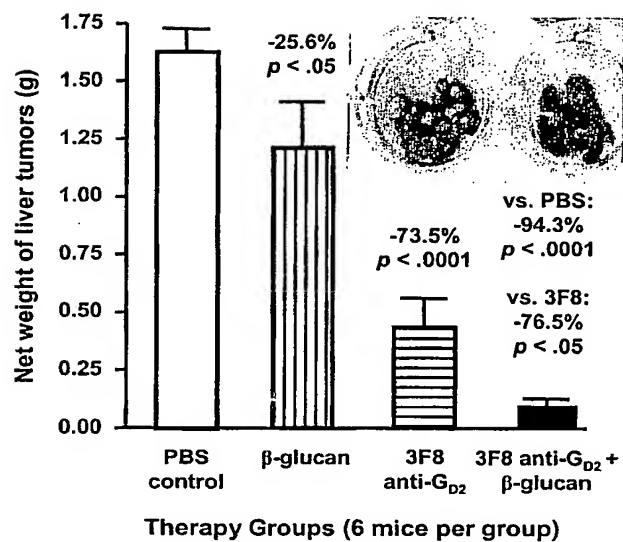 Net weight of liver tumors (g)
1.75
1.50
1.25
1.00
0.75
0.50
0.25
0.00
-25.6%
p < .05
-73.5%
p < .0001
vs. PBS:
-94.3%
p < .0001
vs. 3F8:
-76.5%
p < .05
PBS
control
β-glucan
3F8
anti-GD2
3F8 anti-GD2 +
β-glucan
Therapy Groups (6 mice per group)